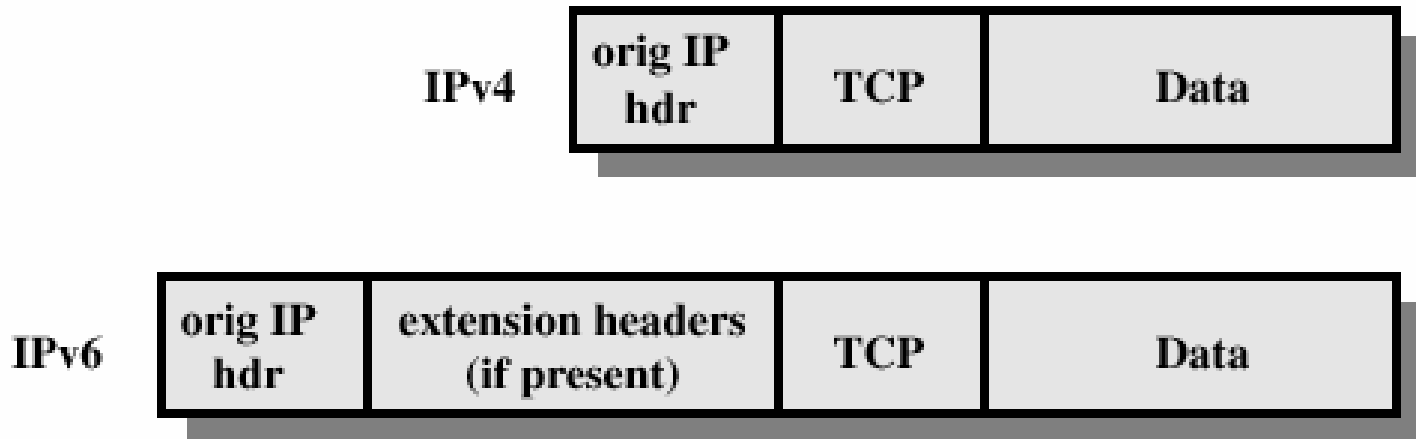 IPv4
orig IP
hdr
TCP
Data
IPv6
orig IP
hdr
extension headers
(if present)
TCP
Data